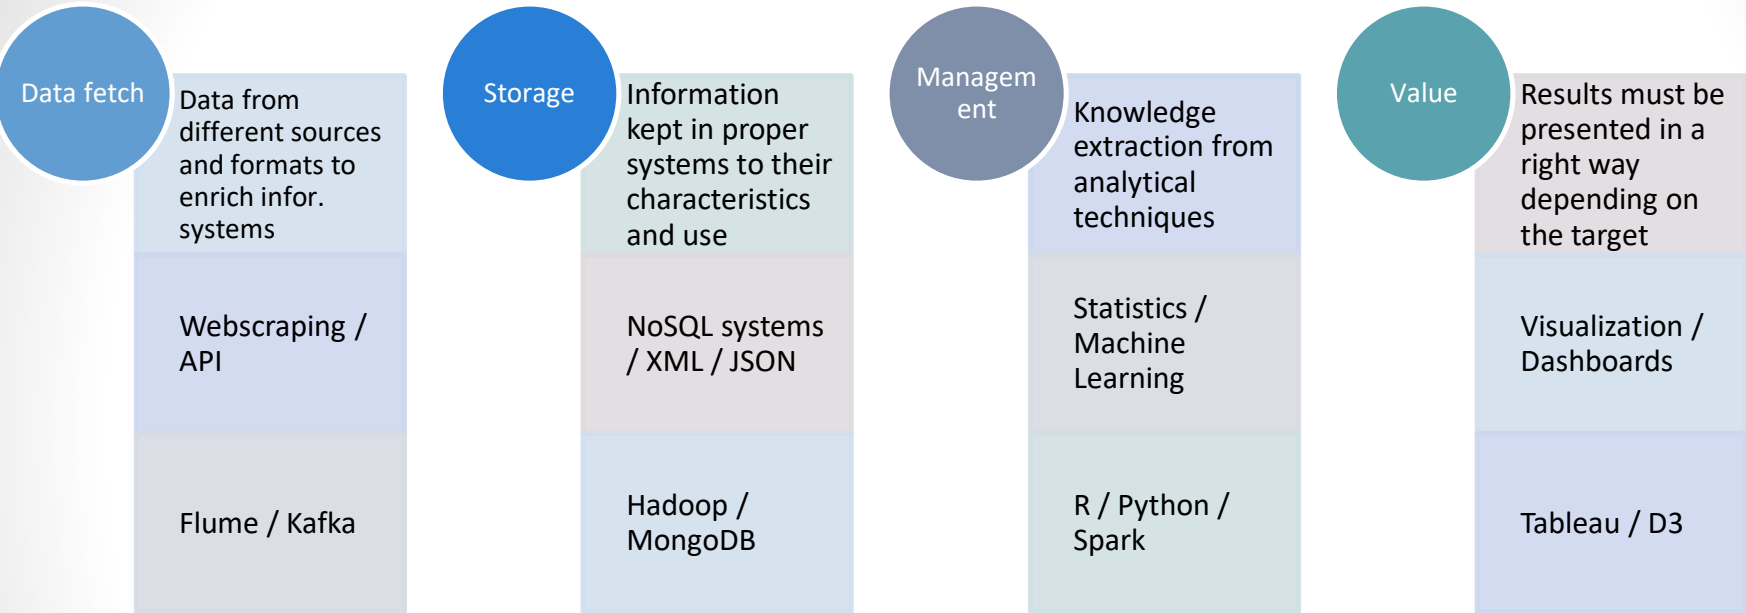 Data fetch
Data from
different sources
and formats to
enrich infor.
systems
Webscraping /
API
Flume / Kafka
Storage
Information
kept in proper
systems to their
characteristics
and use
NoSQL systems
/ XML / JSON
Hadoop /
MongoDB
Managem
ent
Knowledge
extraction from
analytical
techniques
Statistics /
Machine
Learning
R / Python /
Spark
Value
Results must be
presented in a
right way
depending on
the target
Visualization /
Dashboards
Tableau / D3